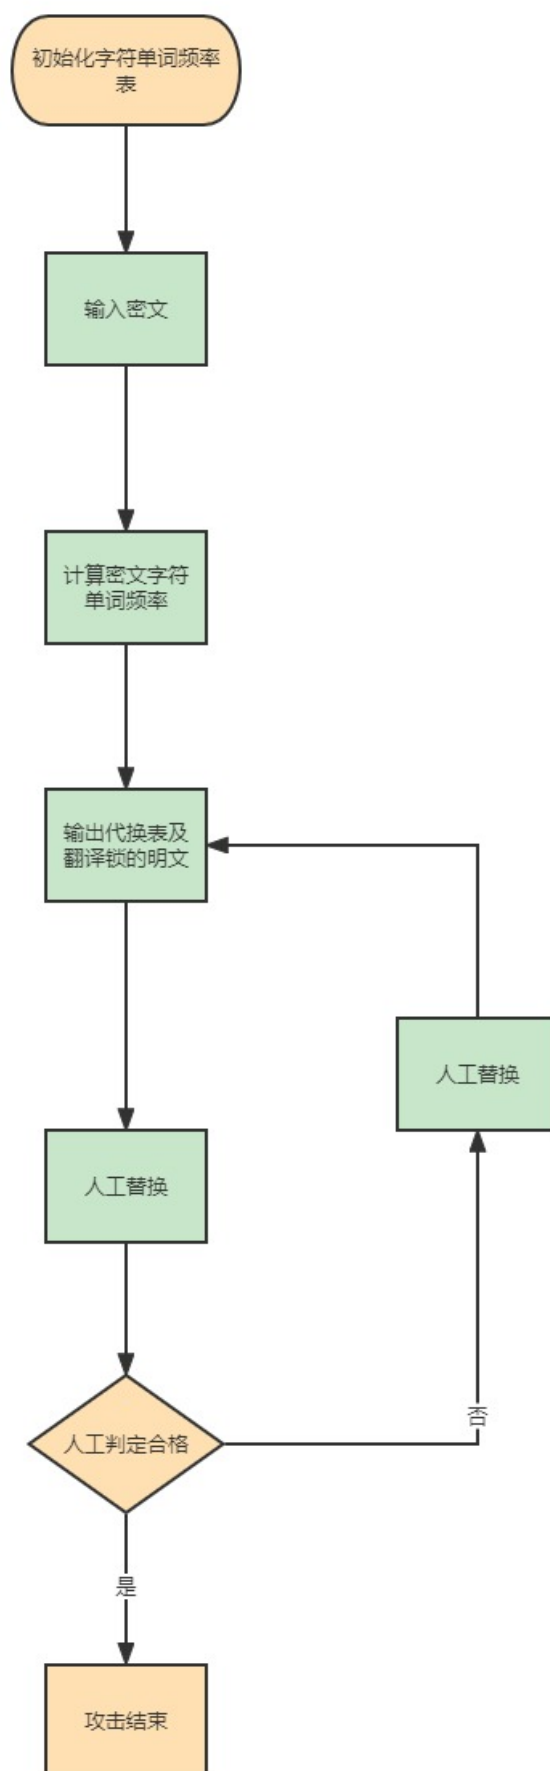 初始化字符单词频率
表
输入密文
计算密文字符
单词频率
输出代换表及
翻译锁的明文
人工替换
人工替换
人工判定合格
否
是
攻击结束